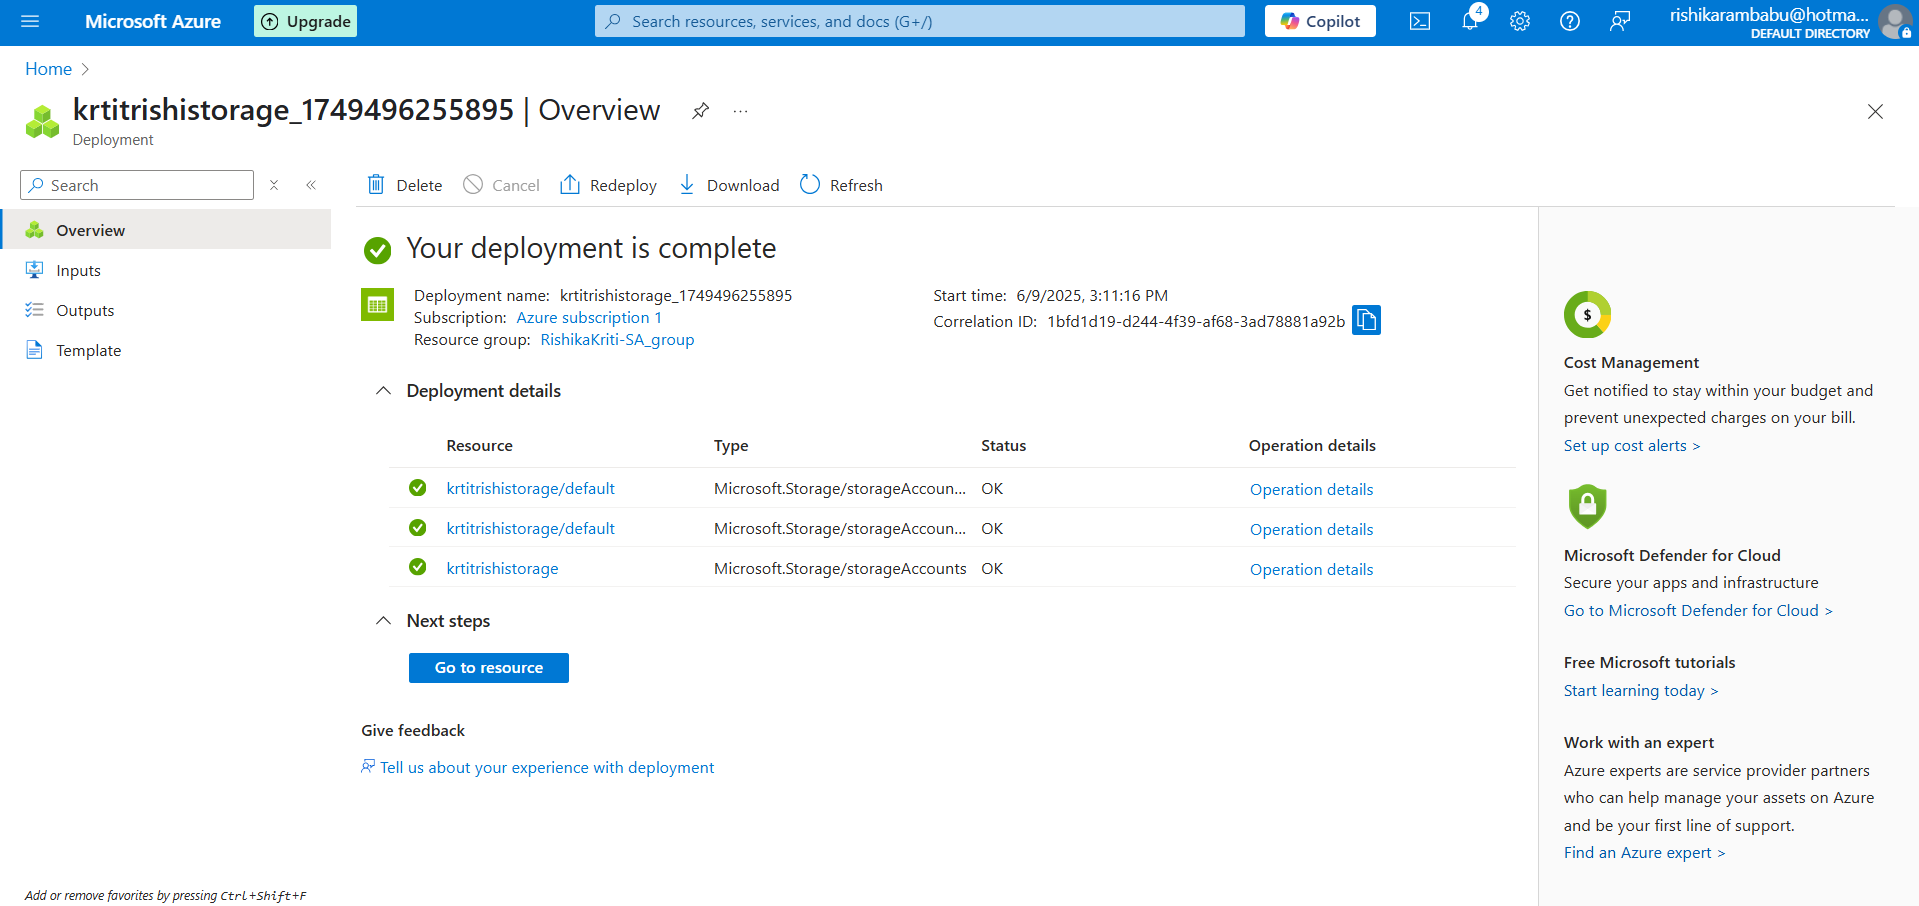 Microsoft Azure
Upgrade
Search resources, services, and docs (G+/)
Copilot
4
rishikarambabu@hotma...
DEFAULT DIRECTORY
Home
krtitrishistorage_1749496255895 | Overview
Deployment
Search
Delete
Cancel
Redeploy
Download
Refresh
Overview
Inputs
Outputs
Template
Your deployment is complete
Deployment name: krtitrishistorage_1749496255895
Subscription: Azure subscription 1
Resource group: RishikaKriti-SA_group
Start time: 6/9/2025, 3:11:16 PM
Correlation ID: 1bfd1d19-d244-4f39-af68-3ad78881a92b
Deployment details
Resource Type Status Operation details
krtitrishistorage/default Microsoft.Storage/storageAccoun... OK Operation details
krtitrishistorage/default Microsoft.Storage/storageAccoun... OK Operation details
krtitrishistorage Microsoft.Storage/storageAccounts OK Operation details
Next steps
Go to resource
Give feedback
Tell us about your experience with deployment
$
Cost Management
Get notified to stay within your budget and
prevent unexpected charges on your bill.
Set up cost alerts >
Microsoft Defender for Cloud
Secure your apps and infrastructure
Go to Microsoft Defender for Cloud >
Free Microsoft tutorials
Start learning today >
Work with an expert
Azure experts are service provider partners
who can help manage your assets on Azure
and be your first line of support.
Find an Azure expert >
Add or remove favorites by pressing Ctrl+Shift+F